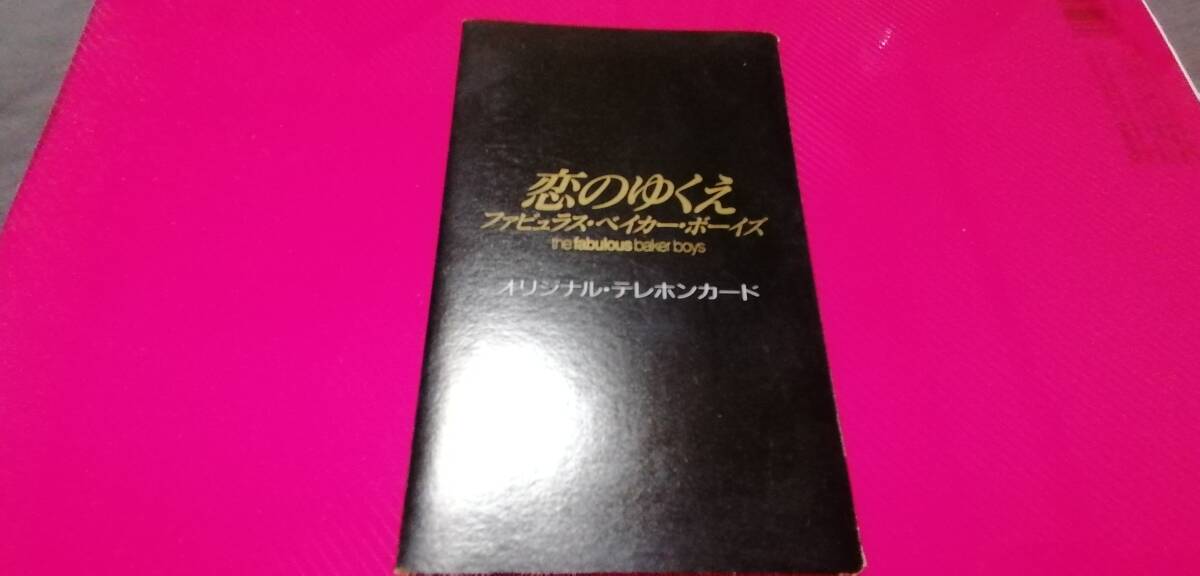 恋のゆくえ
ファビュラス・ベイカー・ボーイズ
the fabulous baker boys
オリジナル・テレホンカード